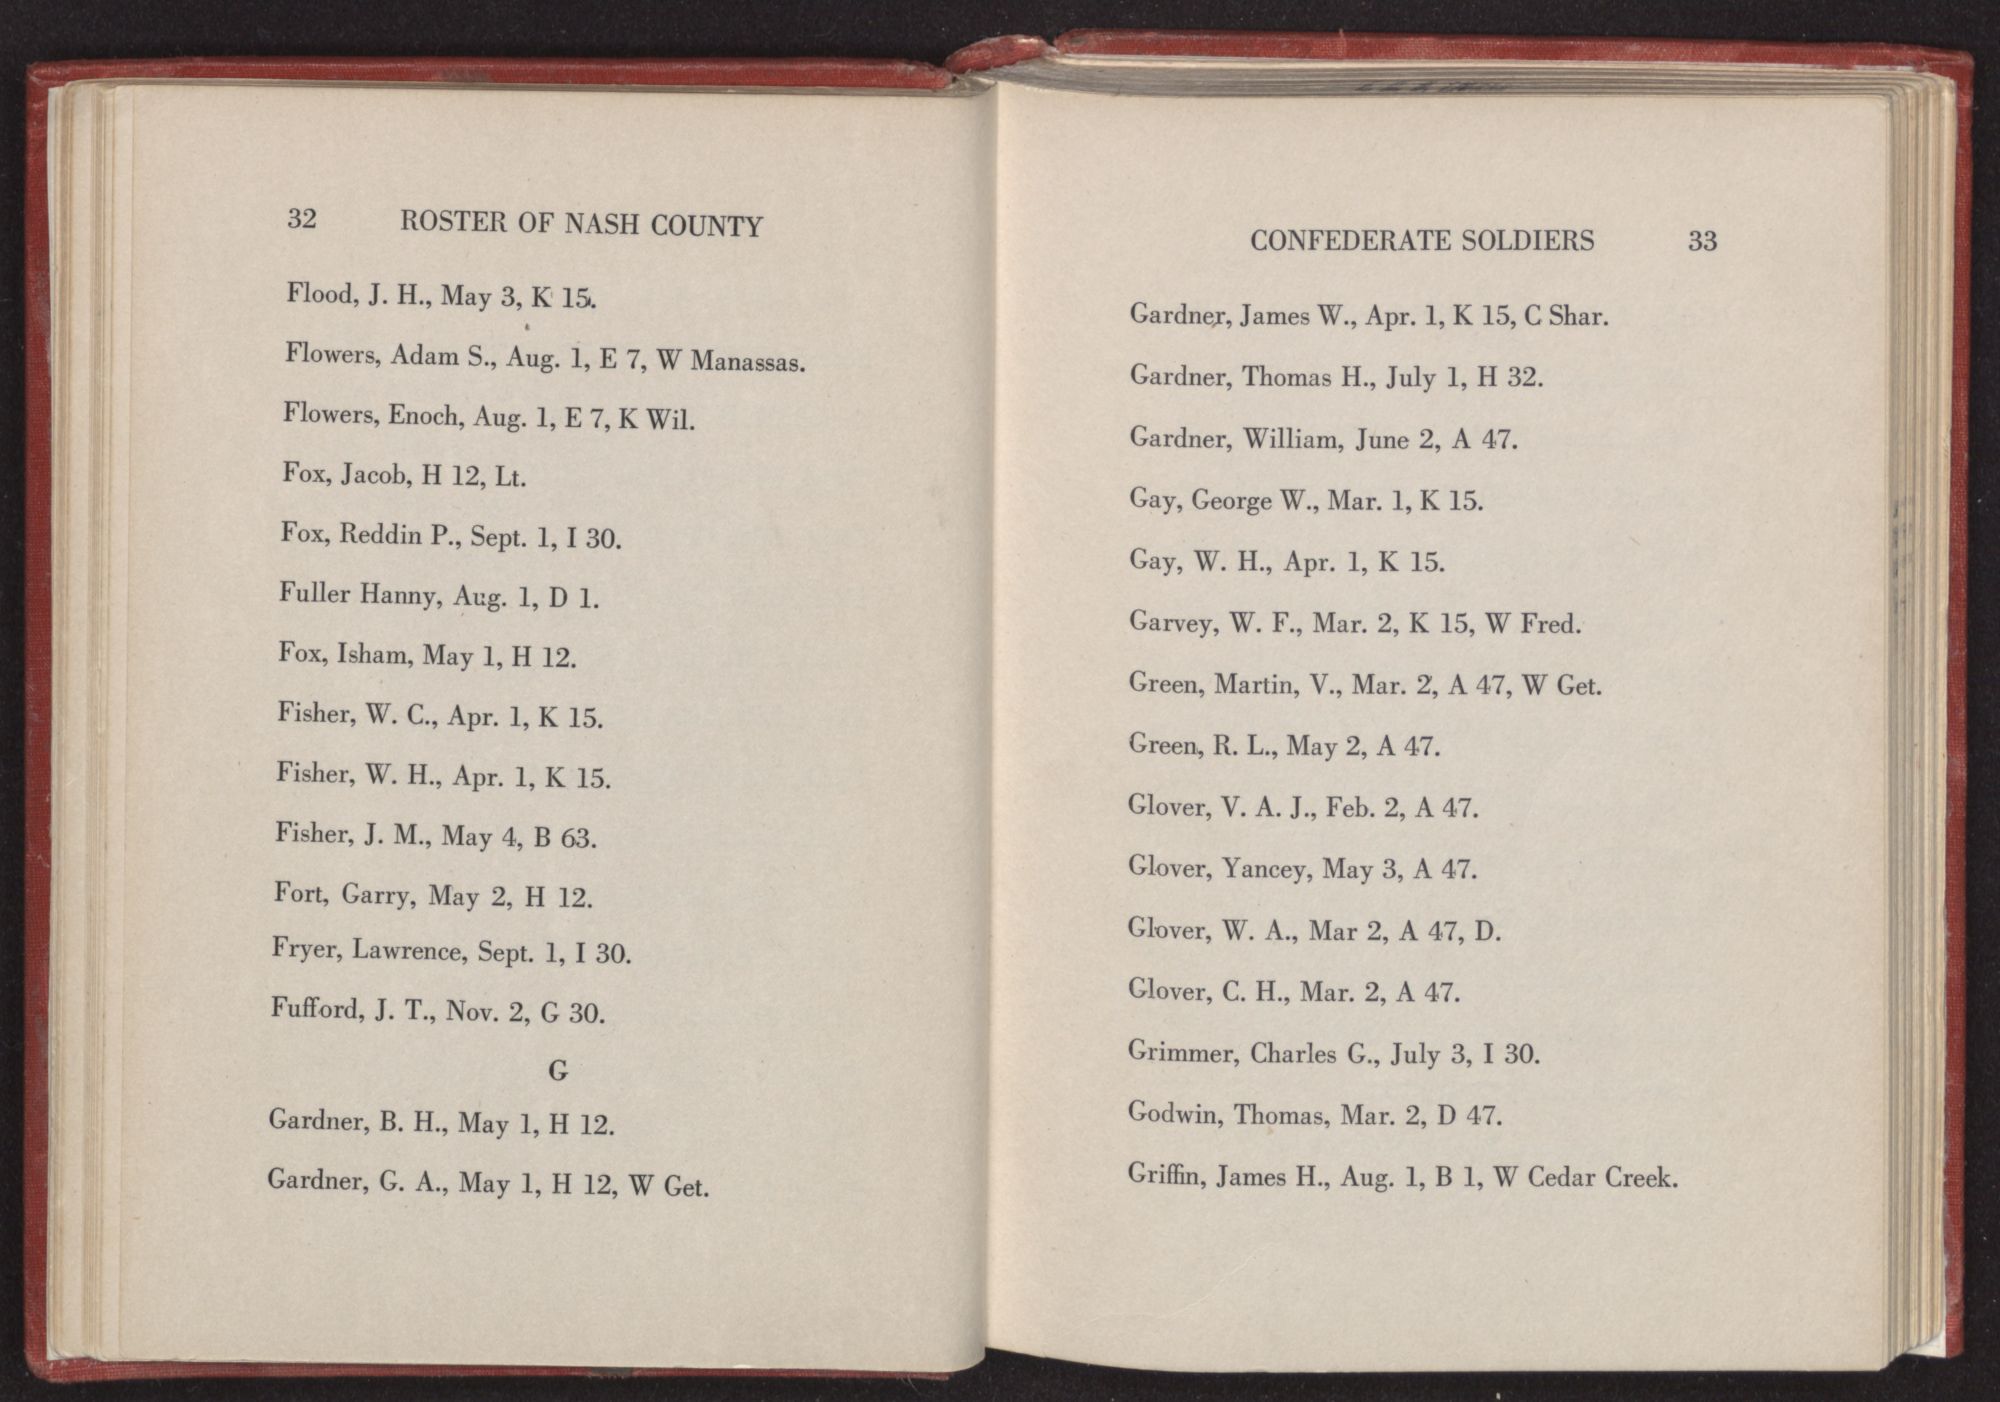 32 ROSTER OF NASH COUNTY
Flood, J. H., May 3, K 15.
Flowers, Adam S., Aug. 1, E 7, W Manassas.
Flowers, Enoch, Aug. 1, E 7, K Wil.
Fox, Jacob, H 12, Lt.
Fox, Reddin P., Sept. 1, I 30.
Fuller Hanny, Aug. 1, D 1.
Fox, Isham, May 1, H 12.
Fisher, W. C., Apr. 1, K 15.
Fisher, W. H., Apr. 1, K 15.
Fisher, J. M., May 4, B 63.
Fort, Garry, May 2, H 12.
Fryer, Lawrence, Sept. 1, I 30.
Fufford, J. T., Nov. 2, G 30.
G
Gardner, B. H., May 1, H 12.
Gardner, G. A., May 1, H 12, W Get.
CONFEDERATE SOLDIERS 33
Gardner, James W., Apr. 1, K 15, C Shar.
Gardner, Thomas H., July 1, H 32.
Gardner, William, June 2, A 47.
Gay, George W., Mar. 1, K 15.
Gay, W. H., Apr. 1, K 15.
Garvey, W. F., Mar. 2, K 15, W Fred.
Green, Martin, V., Mar. 2, A 47, W Get.
Green, R. L., May 2, A 47.
Glover, V. A. J., Feb. 2, A 47.
Glover, Yancey, May 3, A 47.
Glover, W. A., Mar 2, A 47, D.
Glover, C. H., Mar. 2, A 47.
Grimmer, Charles G., July 3, I 30.
Godwin, Thomas, Mar. 2, D 47.
Griffin, James H., Aug. 1, B 1, W Cedar Creek.